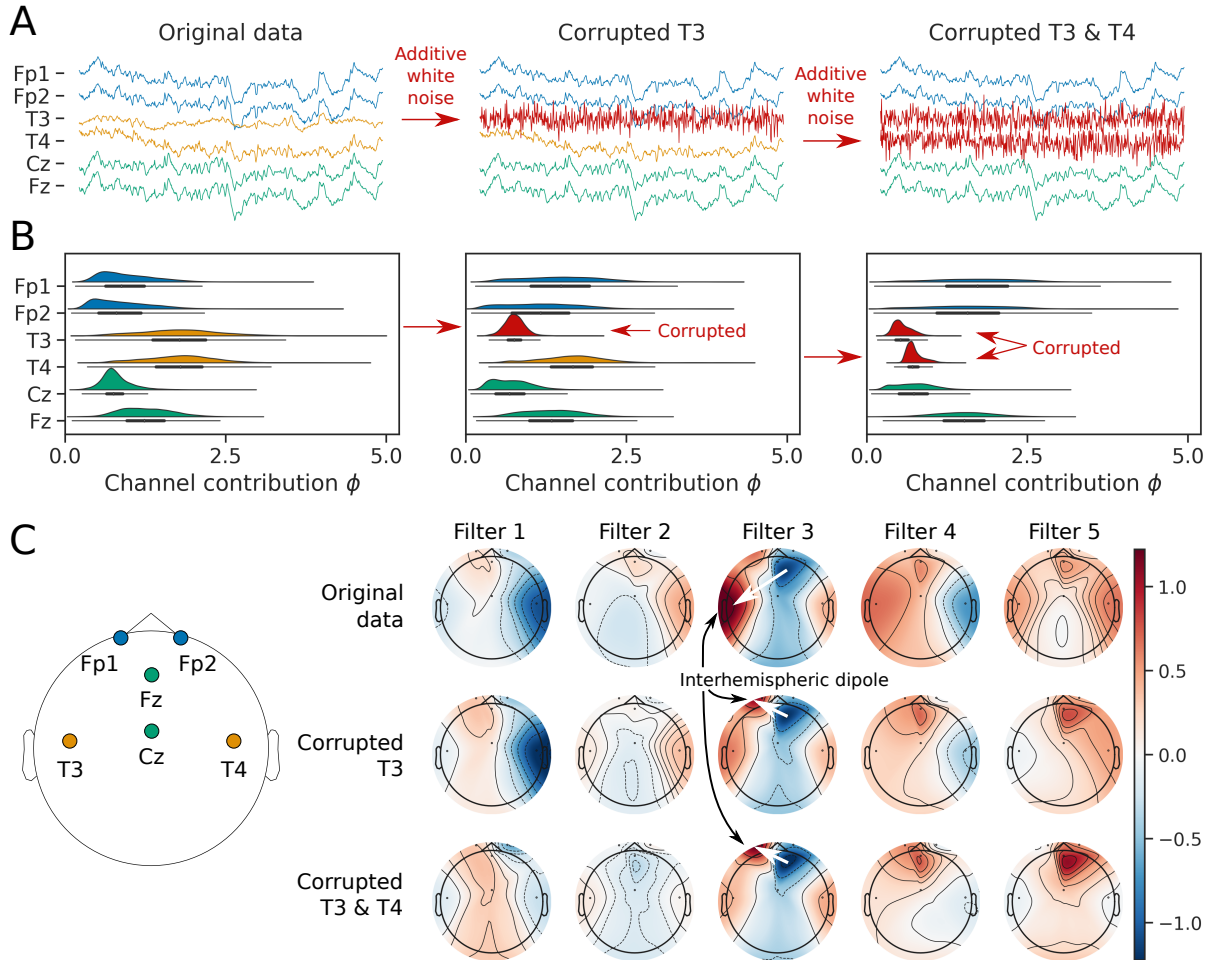 A
Original data
Corrupted T3
Corrupted T3 & T4
Fp1
Fp2
T3
T4
Cz
Fz
Additive
white
noise
Additive
white
noise
B
Fp1
Fp2
T3
T4
Cz
Fz
Corrupted
Corrupted
0.0
2.5
5.0
0.0
2.5
5.0
0.0
2.5
5.0
Channel contribution ϕ
Channel contribution ϕ
Channel contribution ϕ
C
Filter 1
Filter 2
Filter 3
Filter 4
Filter 5
Original
data
Interhemispheric dipole
Corrupted
T3
Corrupted
T3 & T4
Fp1
Fp2
Fz
Cz
T3
T4
1.0
0.5
0.0
−0.5
−1.0